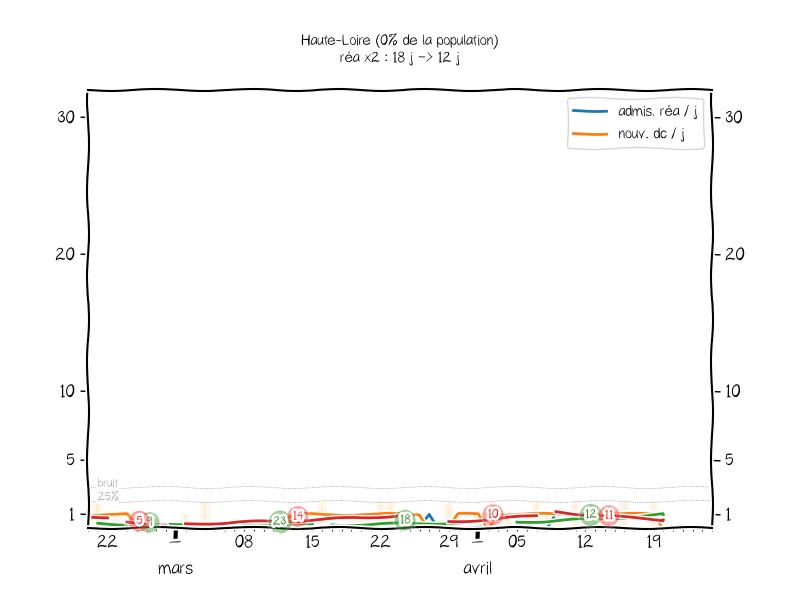 Haute-Loire (0% de la population)
réa x2 : 18 j -> 12 j
admis. réa / j
nouv. dc / j
30 30
20 20
10 10
5 5
bruit
25%
1 1
5 23 14 18 10 12 11
22 1 08 15 22 29 1 05 12 19
mars avril